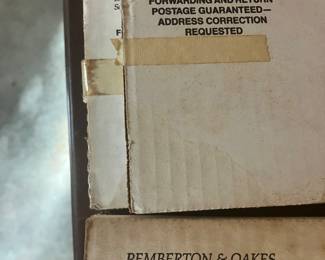 FORWARDING AND RETURN
POSTAGE GUARANTEED—
ADDRESS CORRECTION
REQUESTED
PEMBERTON & OAKES